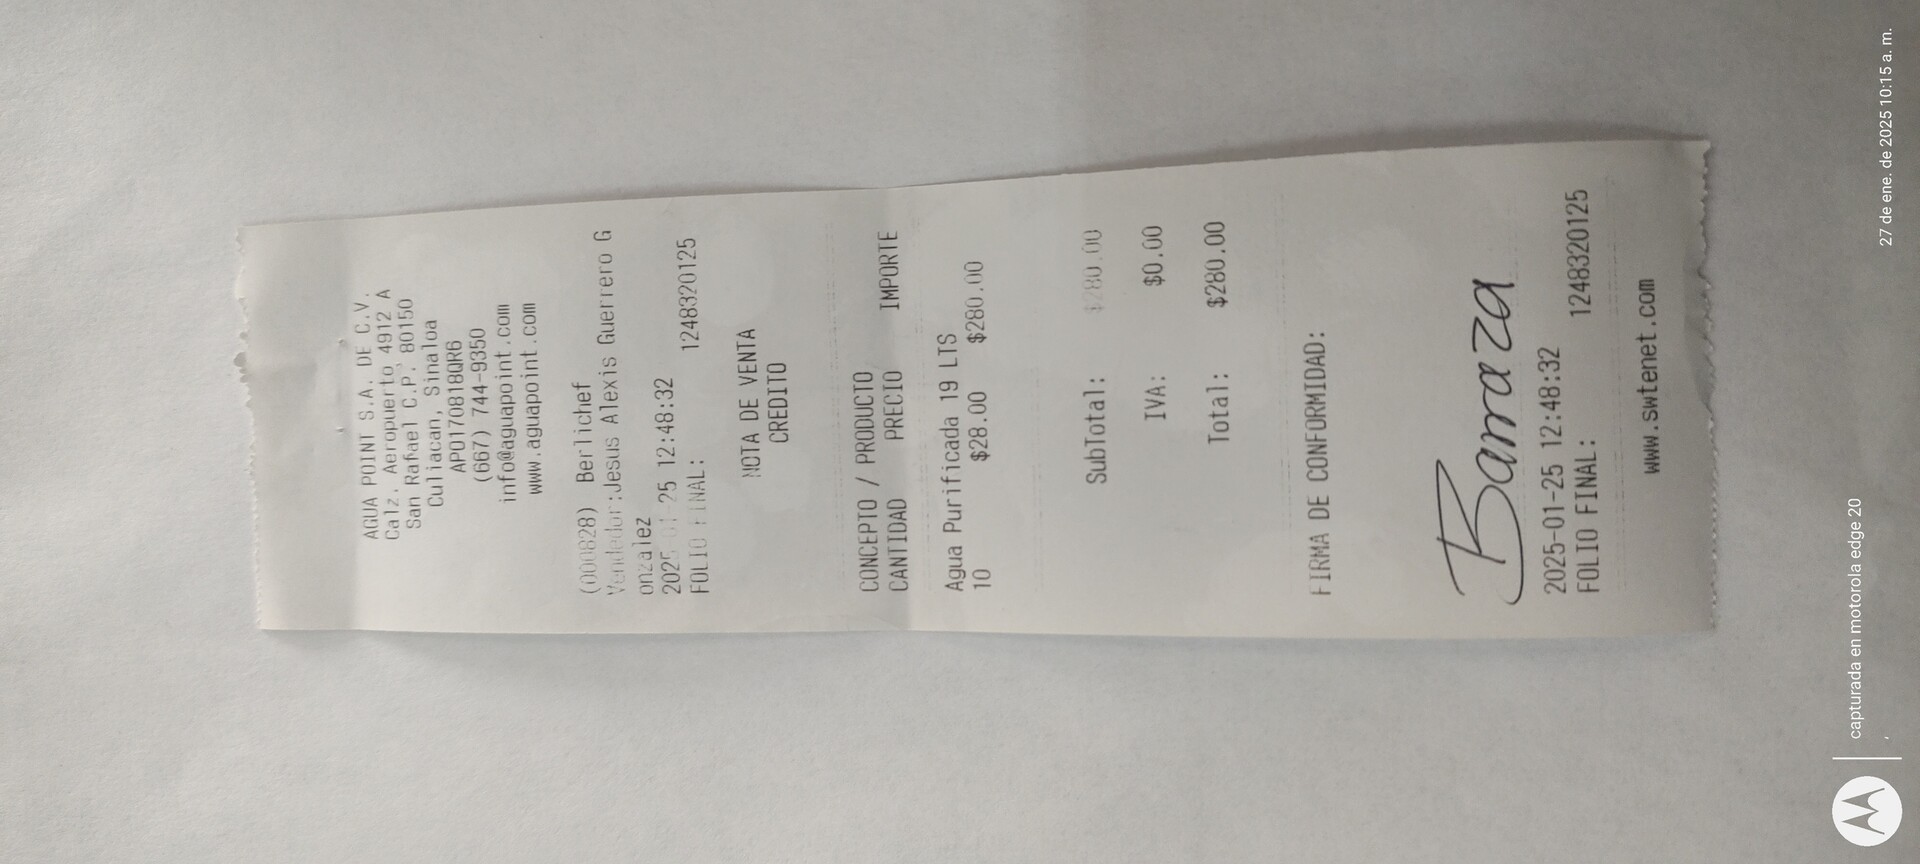 AGUA POINT S.A. DE C.V.
Calz. Aeropuerto 4912 A
San Rafael C.P. 80150
Culiacan, Sinaloa
APO170818QR6
(667) 744-9350
info@aguapoint.com
www.aguapoint.com
(000828) Berlichef
Vendedor:Jesus Alexis Guerrero G
onzalez
2025-01-25 12:48:32
FOLIO FINAL: 1248320125
NOTA DE VENTA
CREDITO
CONCEPTO / PRODUCTO
CANTIDAD PRECIO IMPORTE
Agua Purificada 19 LTS
10 $28.00 $280.00
SubTotal: $280.00
IVA: $0.00
Total: $280.00
FIRMA DE CONFORMIDAD:
Barraza
2025-01-25 12:48:32
FOLIO FINAL: 1248320125
www.swtenet.com
capturada en motorola edge 20
27 de ene. de 2025 10:15 a. m.